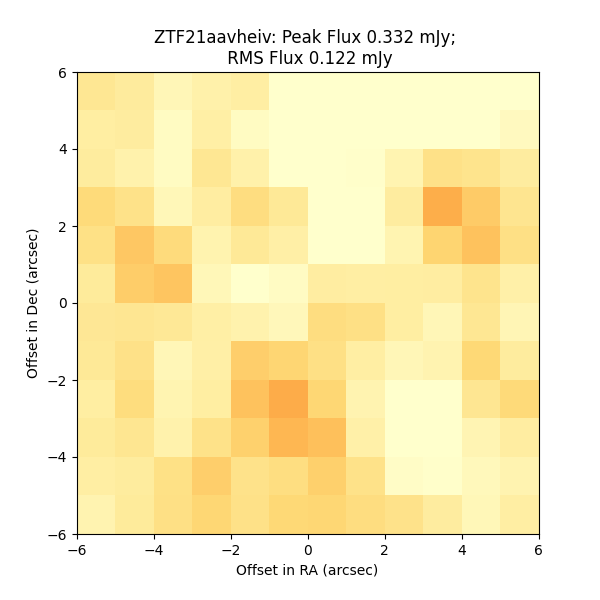 ZTF21aavheiv: Peak Flux 0.332 mJy;
RMS Flux 0.122 mJy
6
4
2
0
−2
−4
−6
Offset in Dec (arcsec)
−6 −4 −2 0 2 4 6
Offset in RA (arcsec)